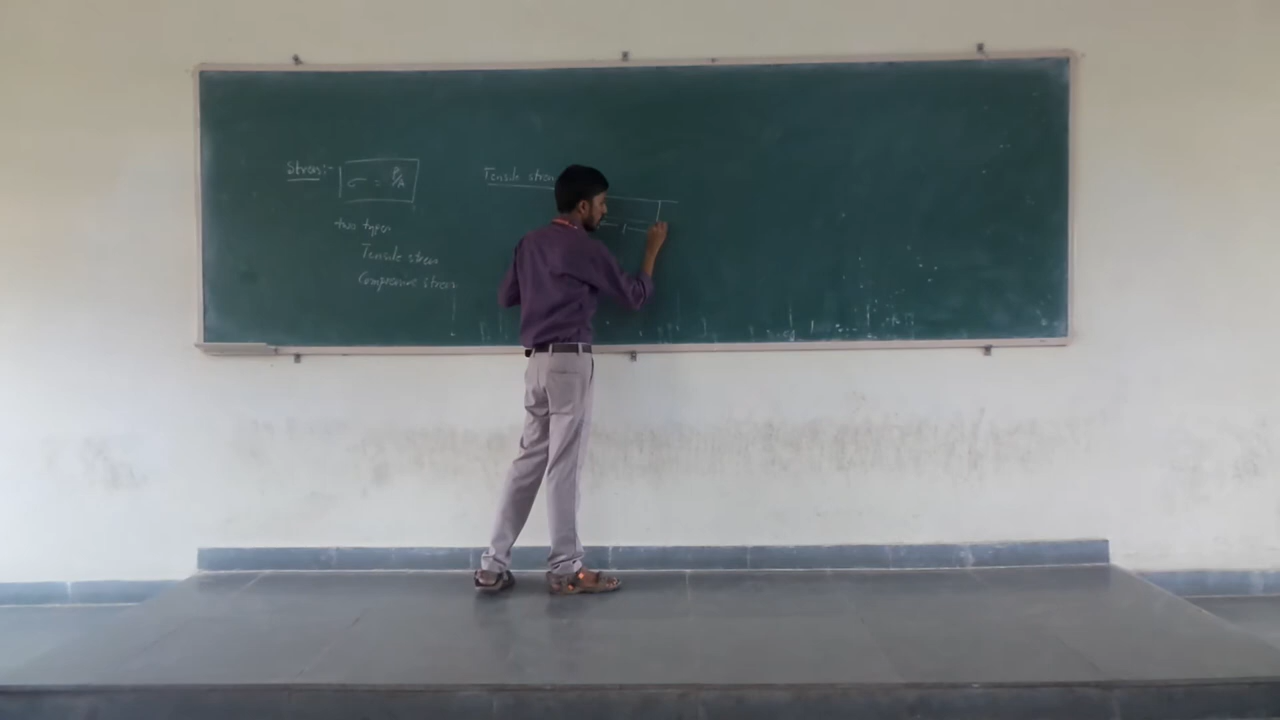 Stress:- σ = P/A
two types
Tensile stress
Compressive stress
Tensile stress